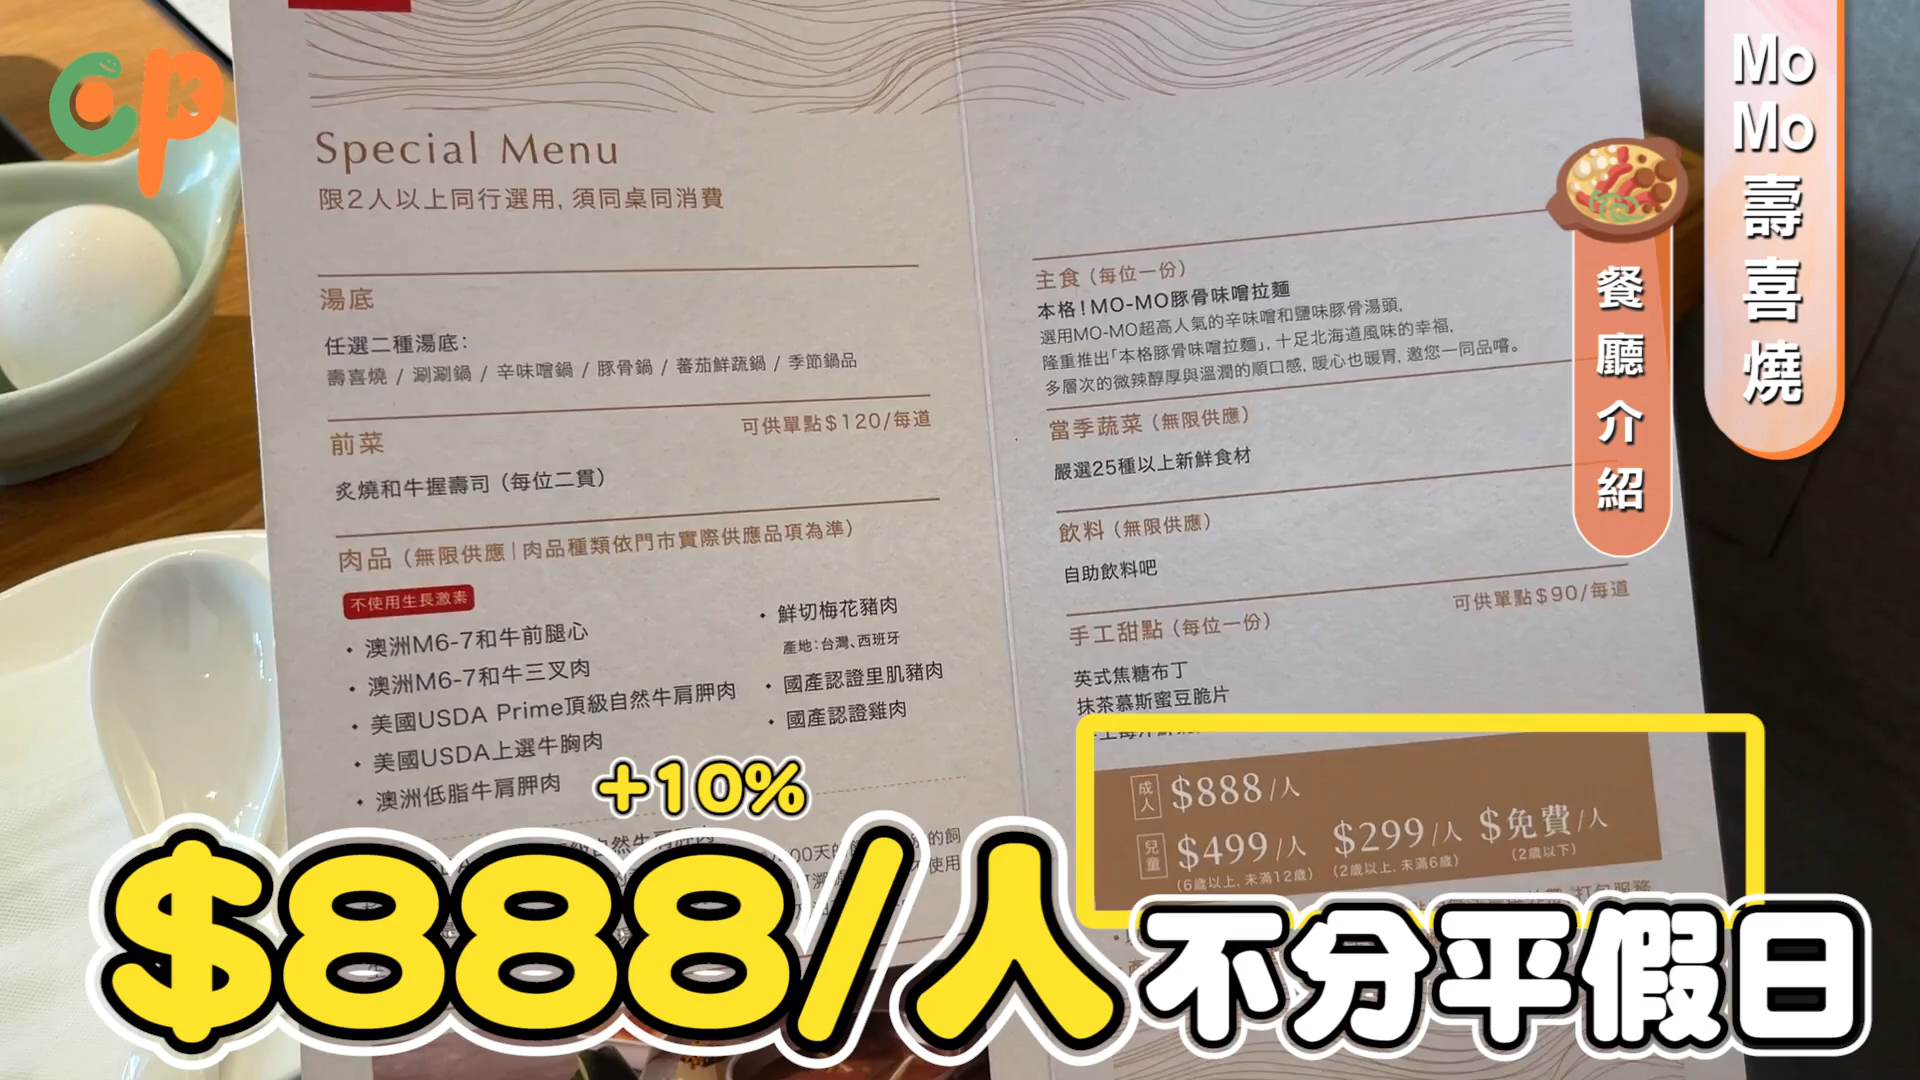 CPK
MoMo壽喜燒
餐廳介紹
Special Menu
限2人以上同行選用, 須同桌同消費
湯底
任選二種湯底:
壽喜燒 / 涮涮鍋 / 辛味噌鍋 / 豚骨鍋 / 蕃茄鮮蔬鍋 / 季節鍋品
前菜
可供單點$120/每道
炙燒和牛握壽司 (每位二貫)
肉品 (無限供應 | 肉品種類依門市實際供應品項為準)
不使用生長激素
・澳洲M6-7和牛前腿心
・澳洲M6-7和牛三叉肉
・美國USDA Prime頂級自然牛肩胛肉
・美國USDA上選牛胸肉
・澳洲低脂牛肩胛肉
・鮮切梅花豬肉
產地:台灣、西班牙
・國產認證里肌豬肉
・國產認證雞肉
主食 (每位一份)
本格!MO-MO豚骨味噌拉麵
選用MO-MO超高人氣的辛味噌和鹽味豚骨湯頭,
隆重推出「本格豚骨味噌拉麵」, 十足北海道風味的幸福,
多層次的微辣醇厚與溫潤的順口感, 暖心也暖胃, 邀您一同品嚐。
當季蔬菜 (無限供應)
嚴選25種以上新鮮食材
飲料 (無限供應)
自助飲料吧
手工甜點 (每位一份)
可供單點$90/每道
英式焦糖布丁
抹茶慕斯蜜豆脆片
成人 $888/人
兒童 $499/人 $299/人 $免費/人
(6歲以上, 未滿12歲) (2歲以上, 未滿6歲) (2歲以下)
+10%
$888/人 不分平假日